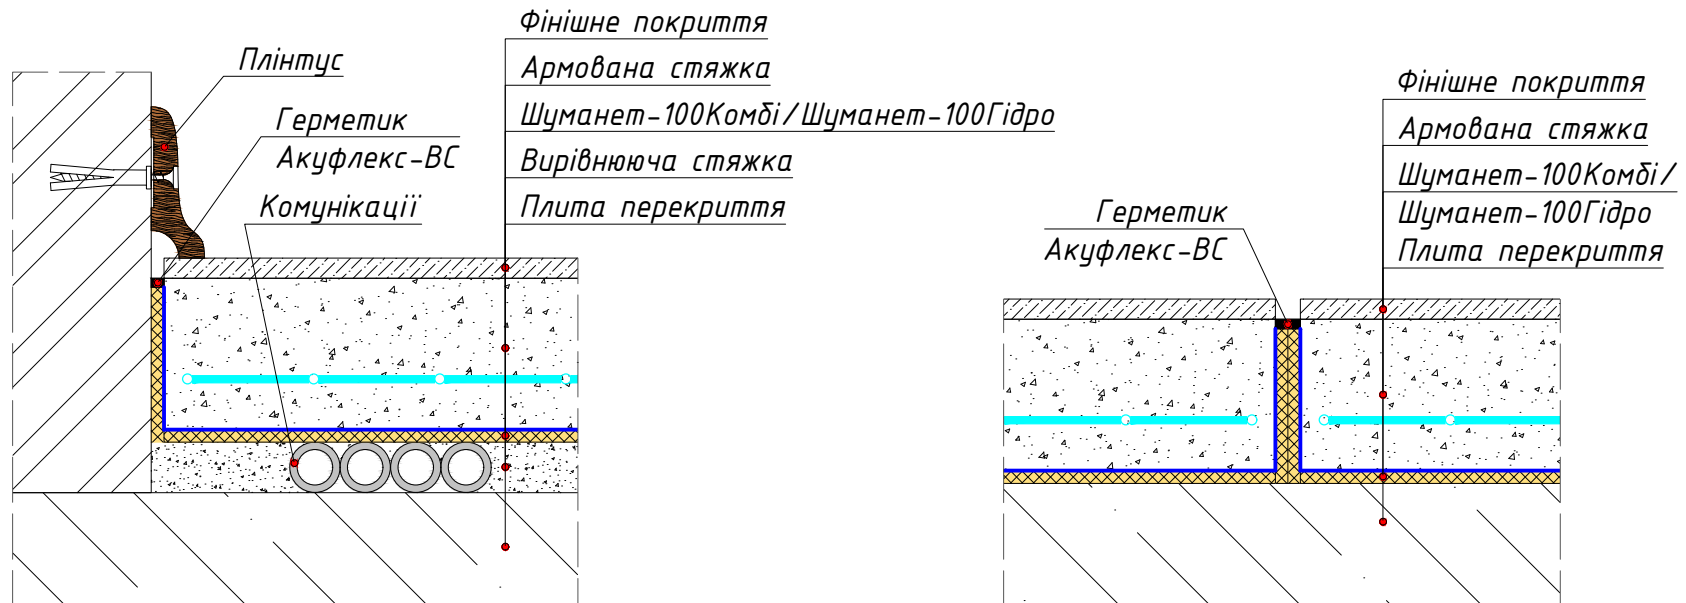 Фінішне покриття
Плінтус
Армована стяжка
Герметик
Акуфлекс-ВС
Шуманет-100Комбі/Шуманет-100Гідро
Вирівнююча стяжка
Комунікації
Плита перекриття
Фінішне покриття
Армована стяжка
Шуманет-100Комбі/
Шуманет-100Гідро
Герметик
Акуфлекс-ВС
Плита перекриття